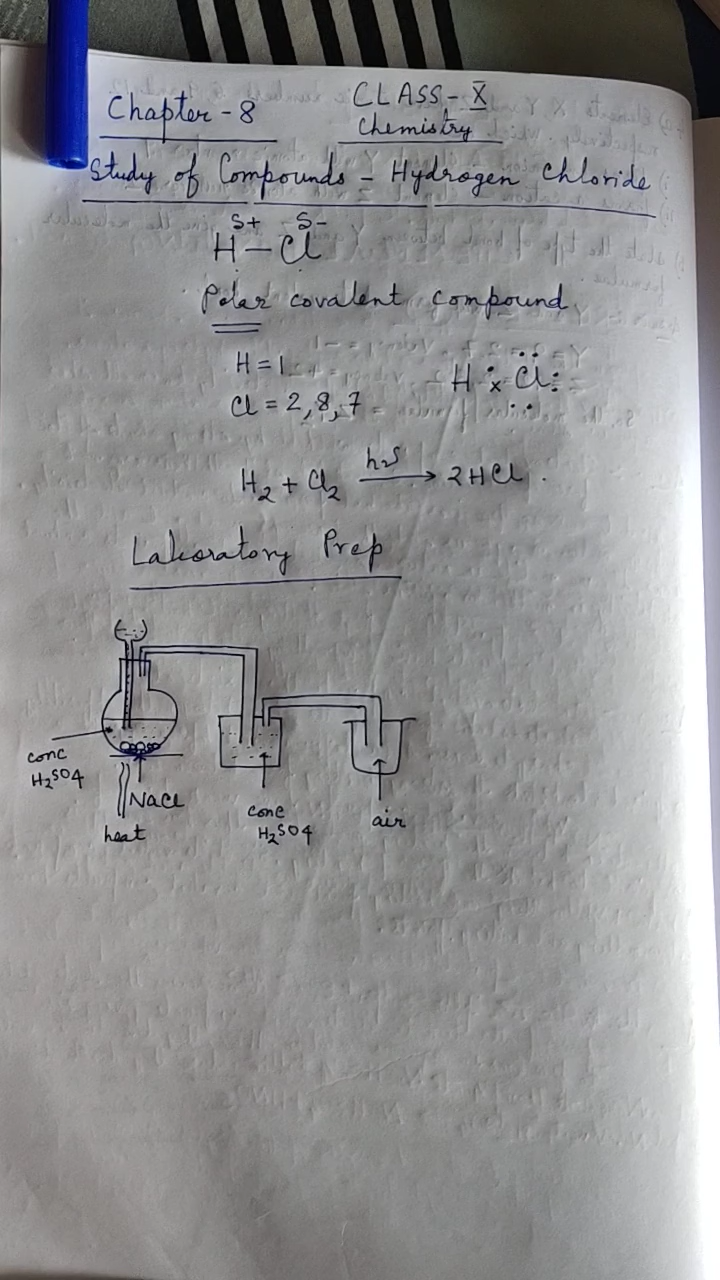 Chapter - 8
CLASS - X
Chemistry
Study of Compounds - Hydrogen Chloride
δ+ δ-
H - Cl
Polar covalent compound
H = 1
Cl = 2, 8, 7
H Cl
H₂ + Cl₂ hν → 2HCl.
Laboratory Prep
conc
H₂SO₄
NaCl
heat
conc
H₂SO₄
air